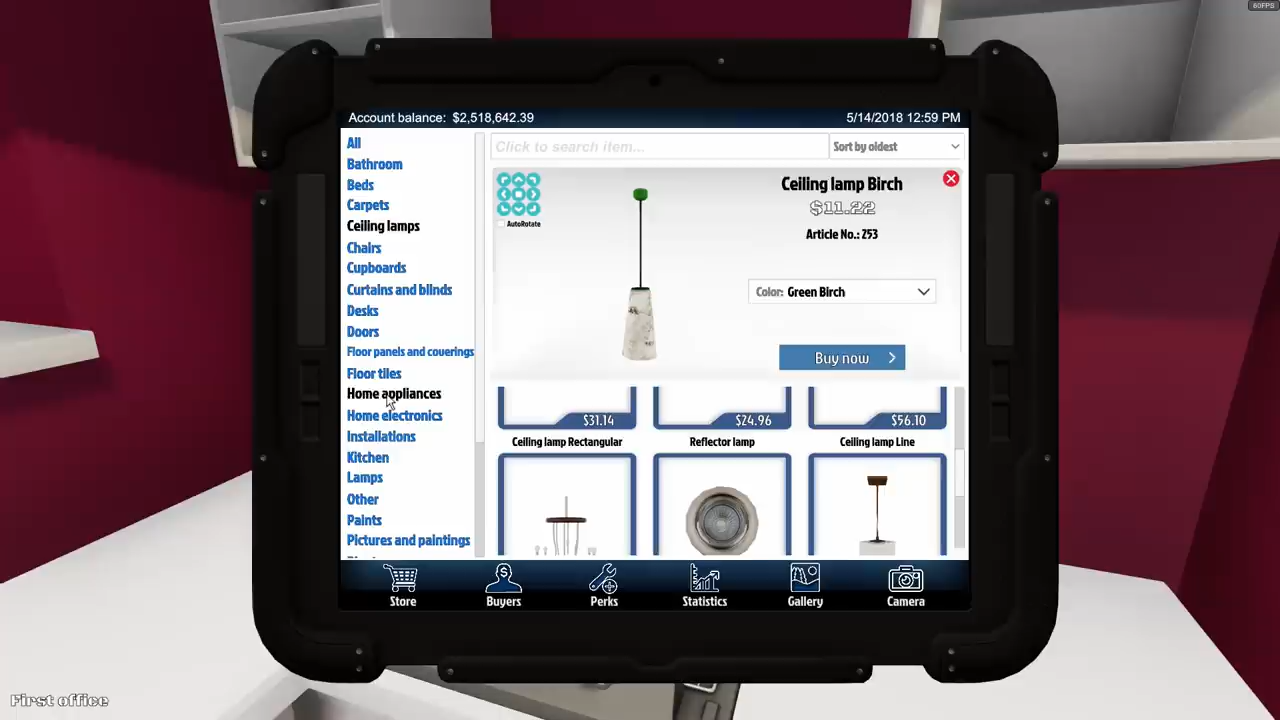 60FPS
Account balance: $2,518,642.39
5/14/2018 12:59 PM
All
Bathroom
Beds
Carpets
Ceiling lamps
Chairs
Cupboards
Curtains and blinds
Desks
Doors
Floor panels and coverings
Floor tiles
Home appliances
Home electronics
Installations
Kitchen
Lamps
Other
Paints
Pictures and paintings
Click to search item...
Sort by oldest
AutoRotate
Ceiling lamp Birch
$11.22
Article No.: 253
Color: Green Birch
Buy now
$31.14
$24.96
$56.10
Ceiling lamp Rectangular
Reflector lamp
Ceiling lamp Line
Store
Buyers
Perks
Statistics
Gallery
Camera
First office